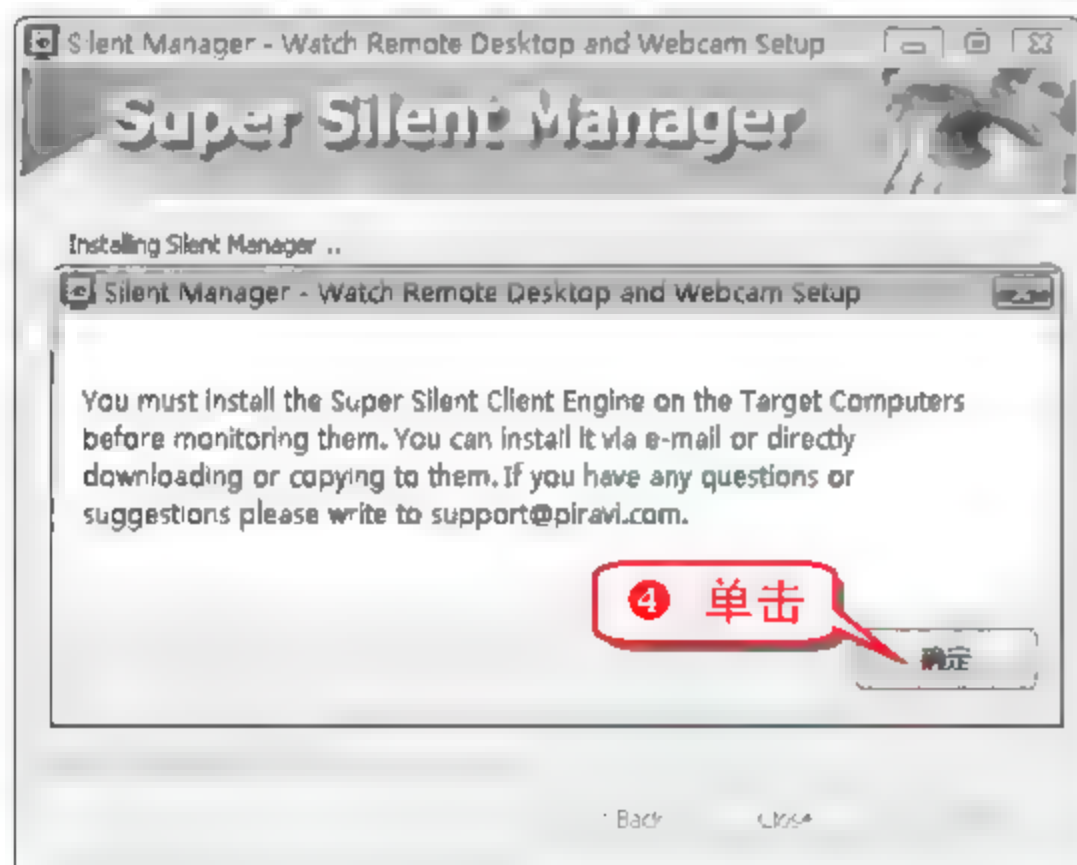 Silent Manager - Watch Remote Desktop and Webcam Setup
Super Silent Manager
Installing Silent Manager ..
Silent Manager - Watch Remote Desktop and Webcam Setup
You must install the Super Silent Client Engine on the Target Computers
before monitoring them. You can install it via e-mail or directly
downloading or copying to them. If you have any questions or
suggestions please write to support@piravi.com.
❹ 单击
确定
Back Close